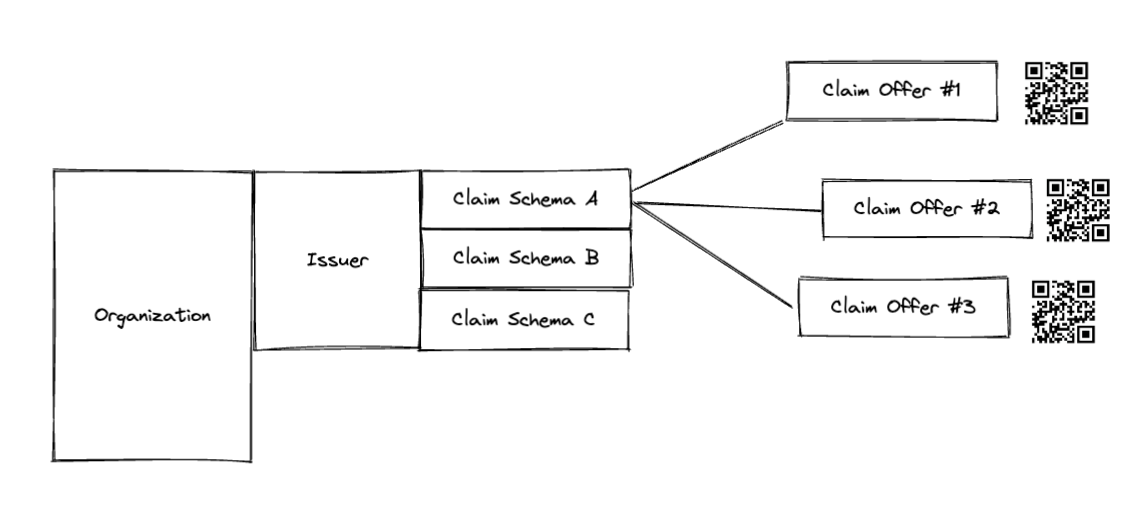 Organization
Issuer
Claim Schema A
Claim Schema B
Claim Schema C
Claim Offer #1
Claim Offer #2
Claim Offer #3